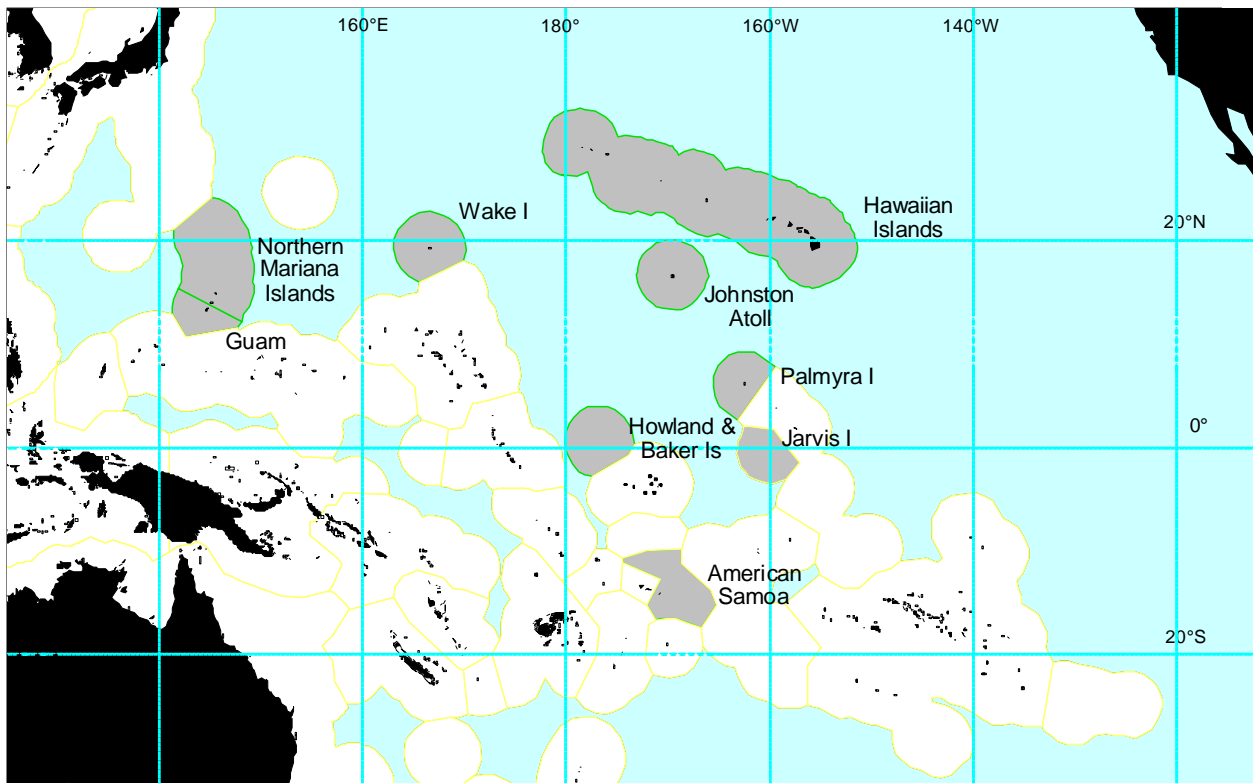 160°E
180°
160°W
140°W
Wake I
Hawaiian
Islands
20°N
Northern
Mariana
Islands
Johnston
Atoll
Guam
Palmyra I
Howland &
Baker Is
Jarvis I
0°
American
Samoa
20°S